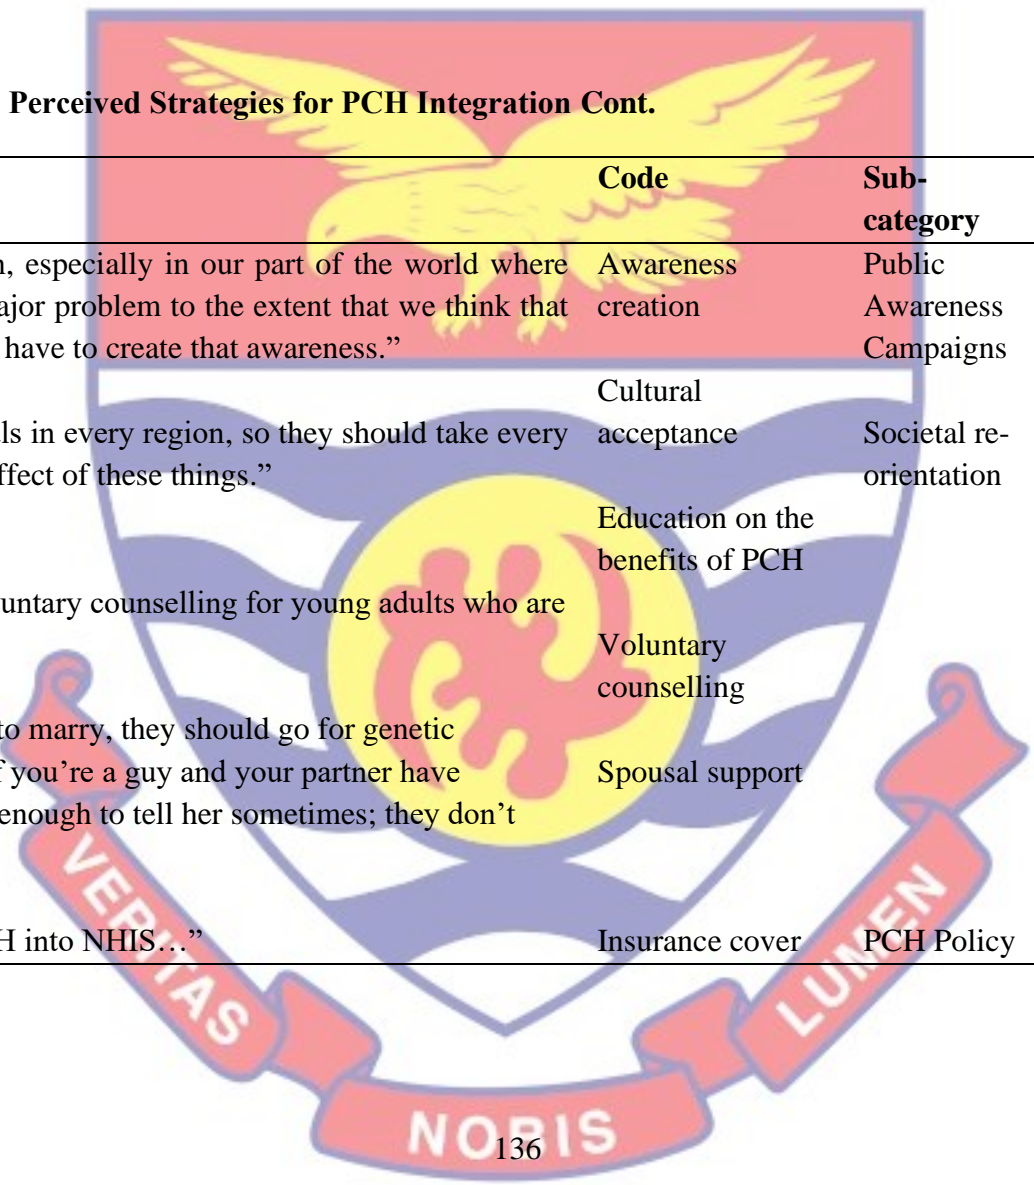 Perceived Strategies for PCH Integration Cont.
Code Sub-
category
, especially in our part of the world where Awareness Public
ajor problem to the extent that we think that creation Awareness
have to create that awareness.” Campaigns
Cultural
ls in every region, so they should take every acceptance Societal re-
ffect of these things.” orientation
Education on the
benefits of PCH
untary counselling for young adults who are
Voluntary
counselling
to marry, they should go for genetic
f you’re a guy and your partner have Spousal support
enough to tell her sometimes; they don’t
H into NHIS…” Insurance cover PCH Policy
VERITAS
NOBIS
LUMEN
136